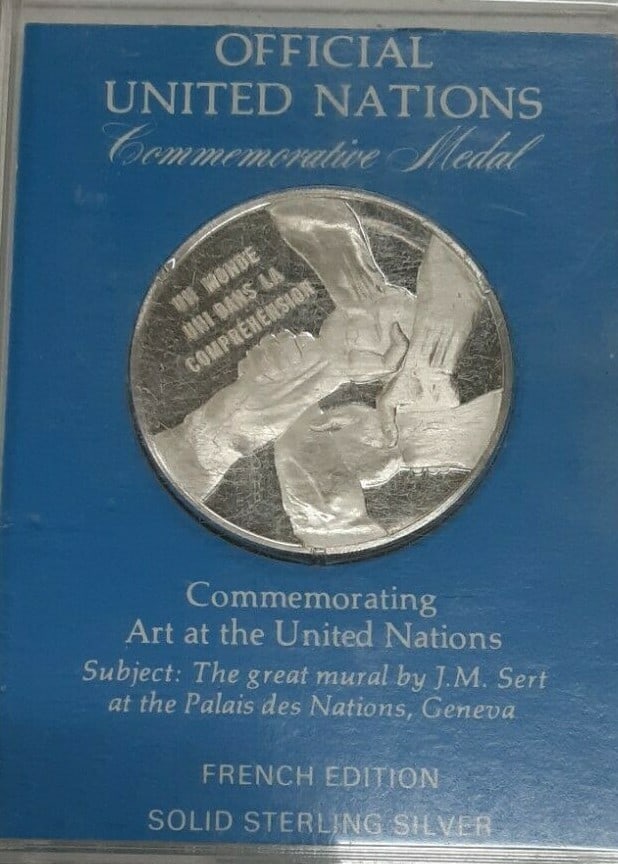 OFFICIAL
UNITED NATIONS
Commemorative Medal
UN MONDE
UNI DANS LA
COMPRÉHENSION
Commemorating
Art at the United Nations
Subject: The great mural by J.M. Sert
at the Palais des Nations, Geneva
FRENCH EDITION
SOLID STERLING SILVER